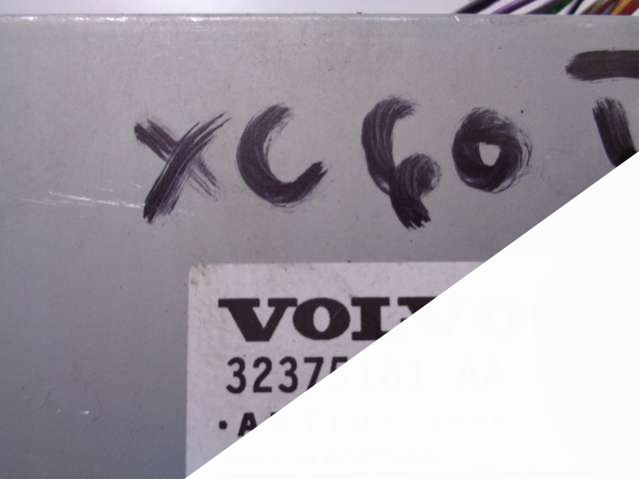 XC60 T
VOLVO
32375181 AA
· APTIV ·
MADE IN PORTUGAL